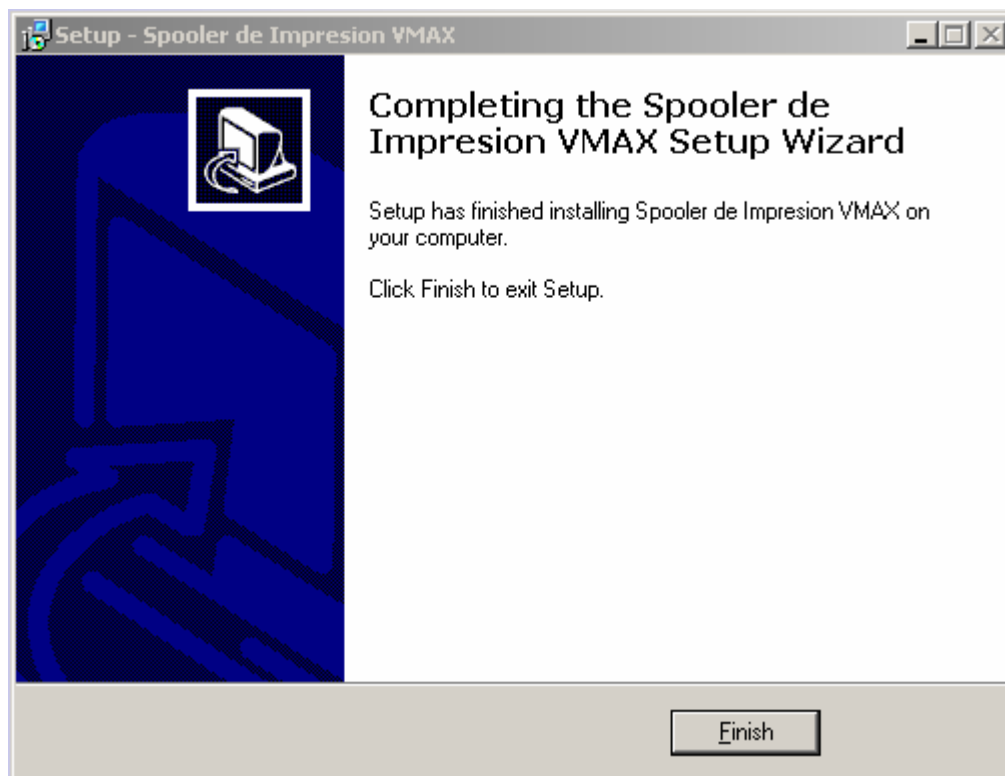 Setup - Spooler de Impresion VMAX
Completing the Spooler de
Impresion VMAX Setup Wizard
Setup has finished installing Spooler de Impresion VMAX on
your computer.
Click Finish to exit Setup.
Finish